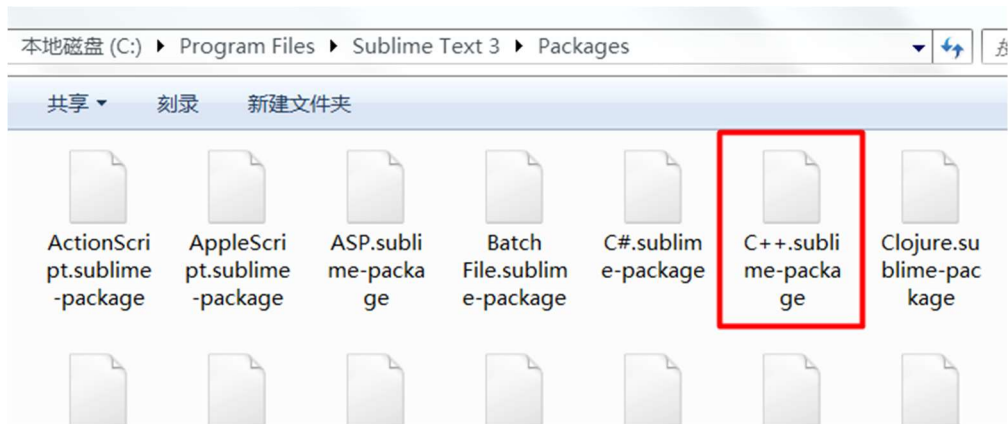 本地磁盘 (C:) ▸ Program Files ▸ Sublime Text 3 ▸ Packages
共享 刻录 新建文件夹
ActionScri
pt.sublime
-package
AppleScri
pt.sublime
-package
ASP.subli
me-packa
ge
Batch
File.sublim
e-package
C#.sublim
e-package
C++.subli
me-packa
ge
Clojure.su
blime-pac
kage